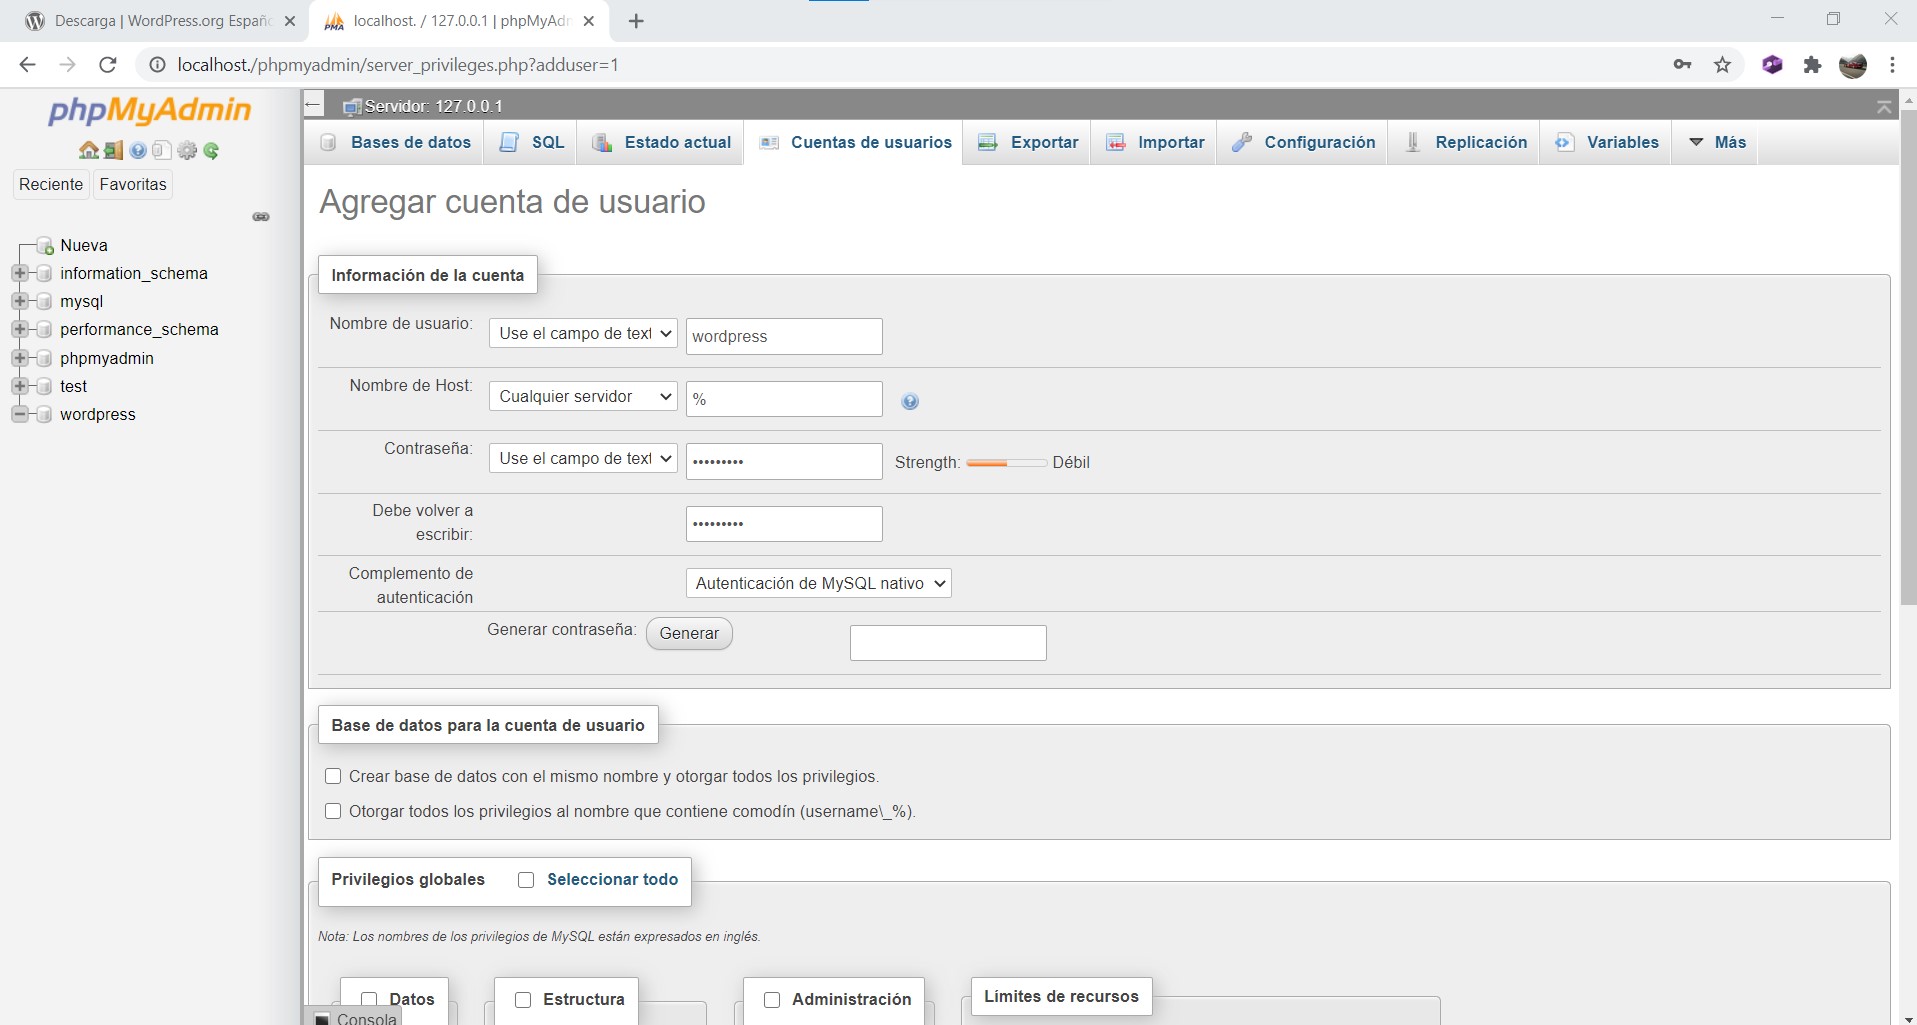 Descarga | WordPress.org Españ
localhost. / 127.0.0.1 | phpMyAdm
localhost./phpmyadmin/server_privileges.php?adduser=1
phpMyAdmin
Reciente Favoritas
Nueva
information_schema
mysql
performance_schema
phpmyadmin
test
wordpress
Servidor: 127.0.0.1
Bases de datos SQL Estado actual Cuentas de usuarios Exportar Importar Configuración Replicación Variables Más
Agregar cuenta de usuario
Información de la cuenta
Nombre de usuario: Use el campo de text wordpress
Nombre de Host: Cualquier servidor %
Contraseña: Use el campo de text ••••••••• Strength: Débil
Debe volver a
escribir: •••••••••
Complemento de
autenticación Autenticación de MySQL nativo
Generar contraseña: Generar
Base de datos para la cuenta de usuario
Crear base de datos con el mismo nombre y otorgar todos los privilegios.
Otorgar todos los privilegios al nombre que contiene comodín (username\_%).
Privilegios globales Seleccionar todo
Nota: Los nombres de los privilegios de MySQL están expresados en inglés.
Datos Estructura Administración Límites de recursos
Consola